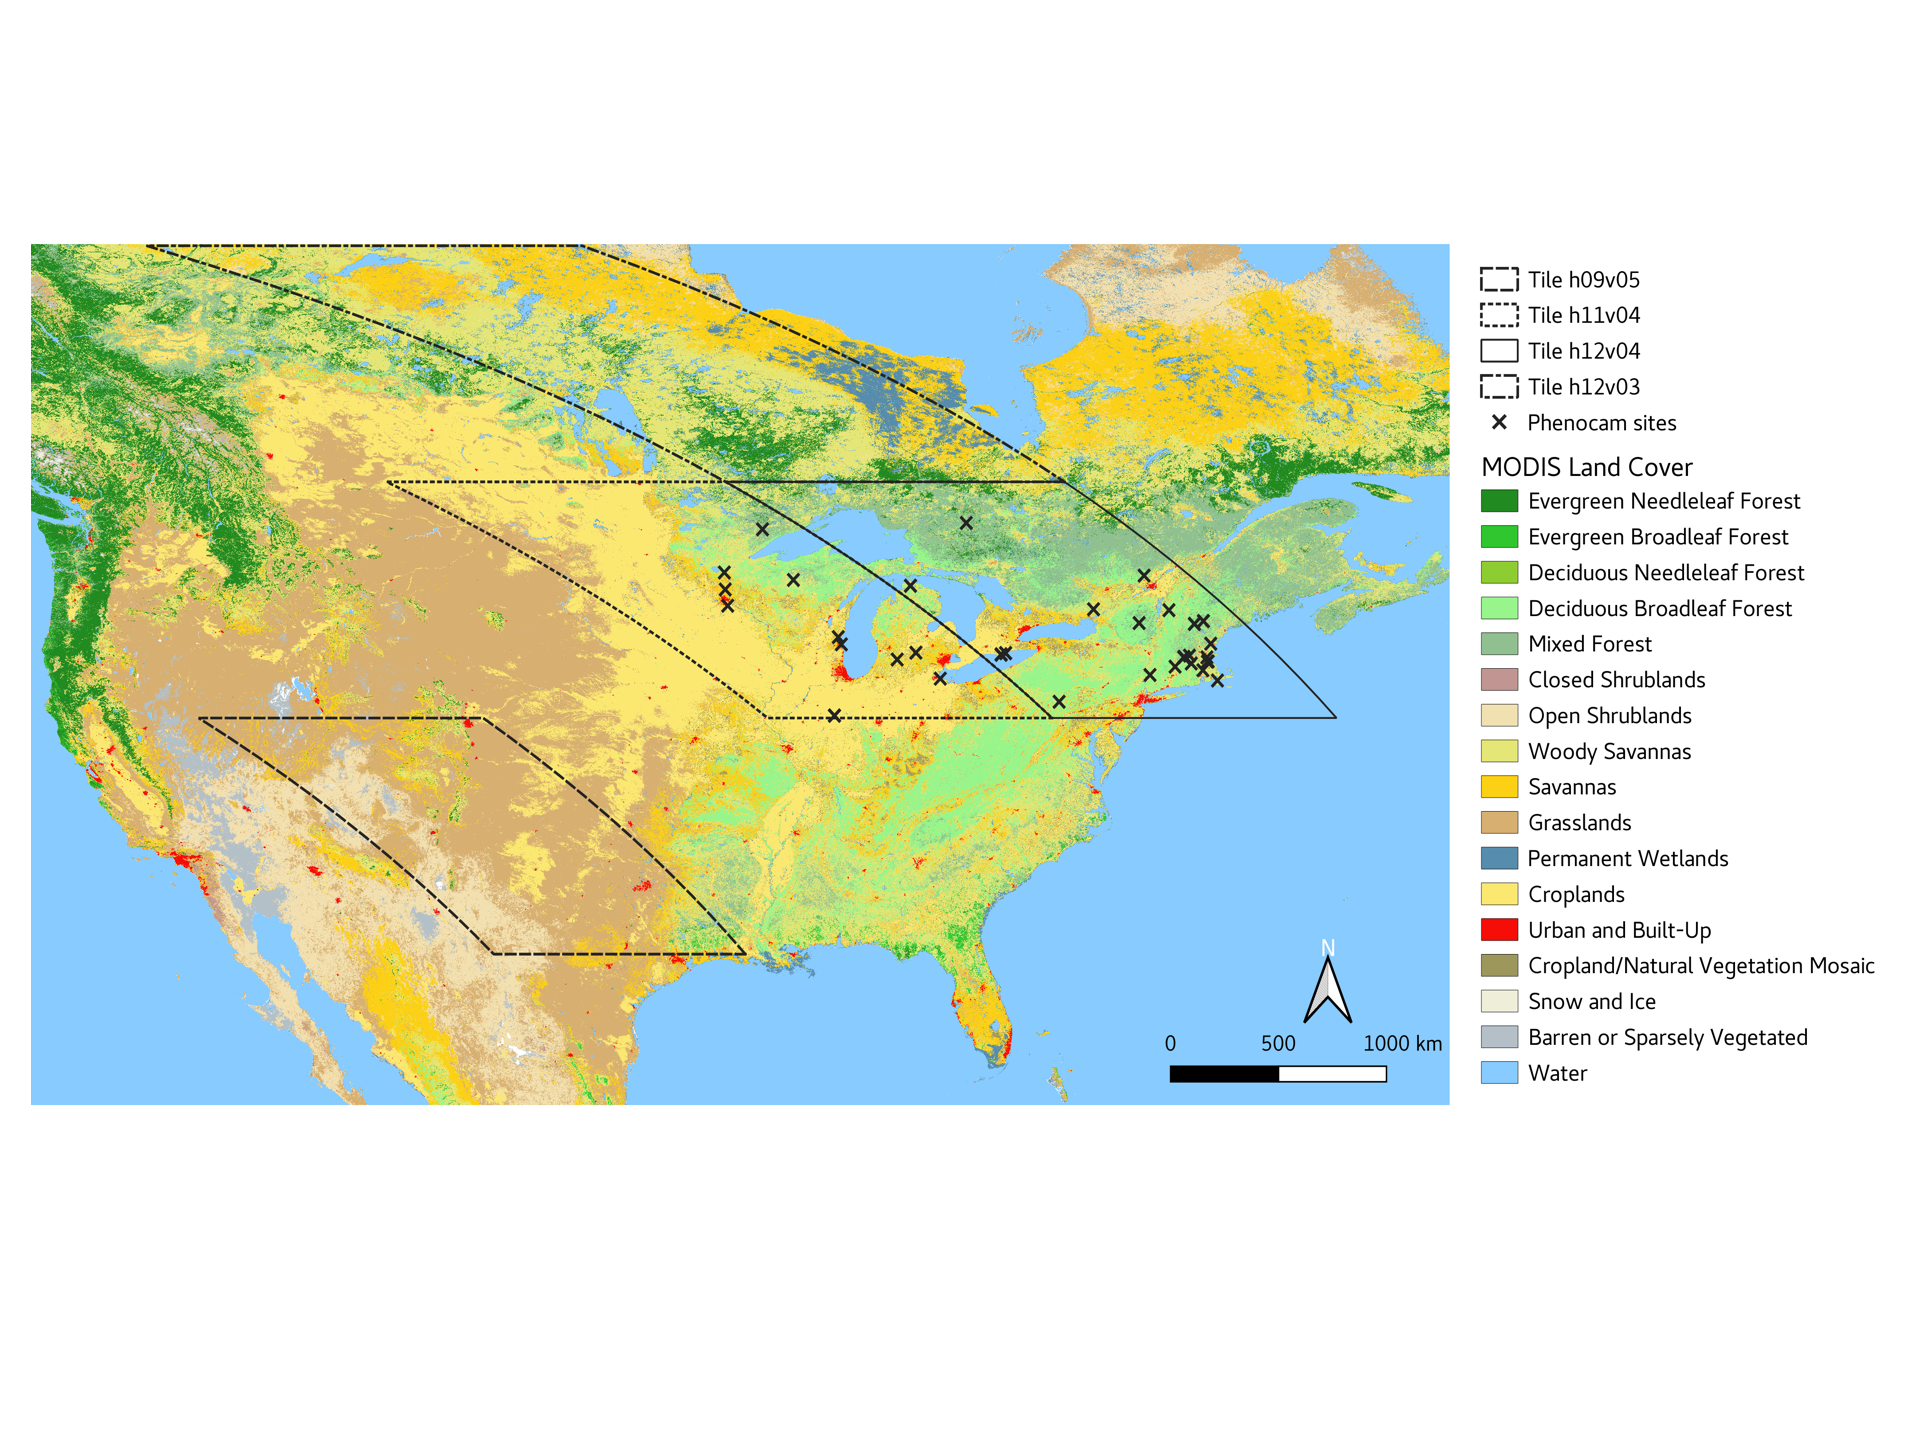 Tile h09v05
Tile h11v04
Tile h12v04
Tile h12v03
Phenocam sites
MODIS Land Cover
Evergreen Needleleaf Forest
Evergreen Broadleaf Forest
Deciduous Needleleaf Forest
Deciduous Broadleaf Forest
Mixed Forest
Closed Shrublands
Open Shrublands
Woody Savannas
Savannas
Grasslands
Permanent Wetlands
Croplands
Urban and Built-Up
Cropland/Natural Vegetation Mosaic
Snow and Ice
Barren or Sparsely Vegetated
Water
N
0 500 1000 km